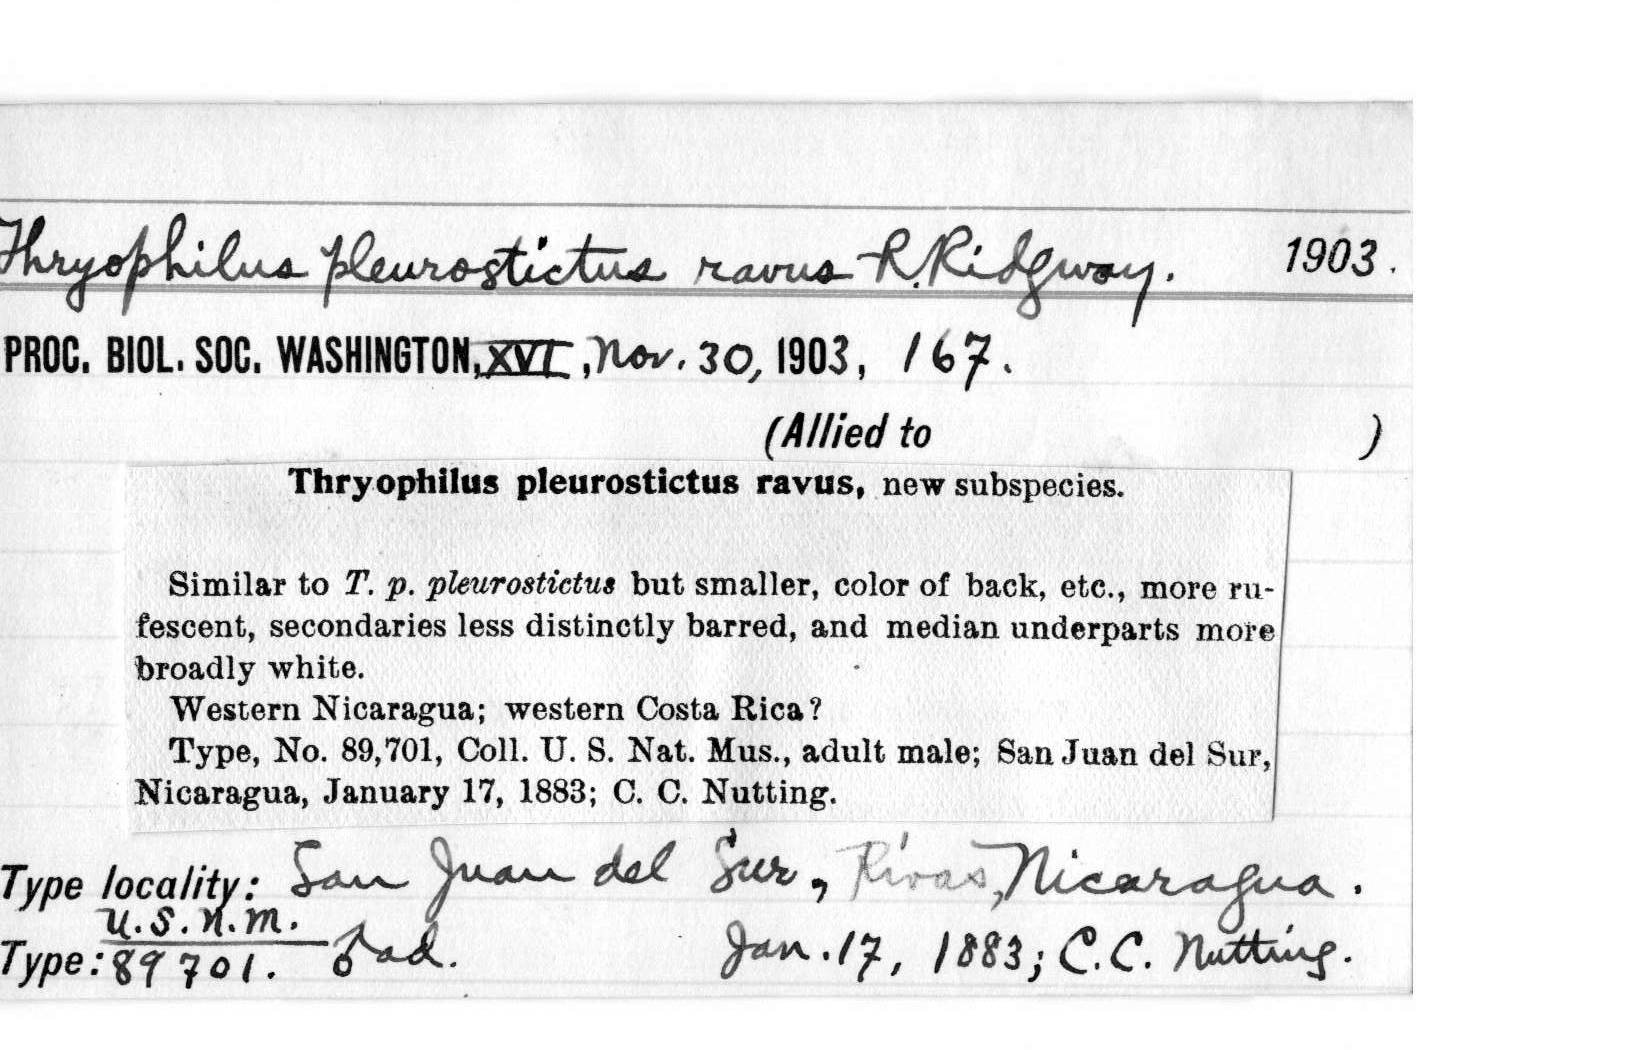 Thryophilus pleurostictus ravus R. Ridgway. 1903.
PROC. BIOL. SOC. WASHINGTON, XVI, Nov. 30, 1903, 167.
(Allied to )
Thryophilus pleurostictus ravus, new subspecies.
Similar to T. p. pleurostictus but smaller, color of back, etc., more ru-
fescent, secondaries less distinctly barred, and median underparts more
broadly white.
Western Nicaragua; western Costa Rica?
Type, No. 89,701, Coll. U. S. Nat. Mus., adult male; San Juan del Sur,
Nicaragua, January 17, 1883; C. C. Nutting.
Type locality: San Juan del Sur, Rivas, Nicaragua.
U.S.N.M.
Type: 89701. ♂ ad. Jan. 17, 1883; C.C. Nutting.